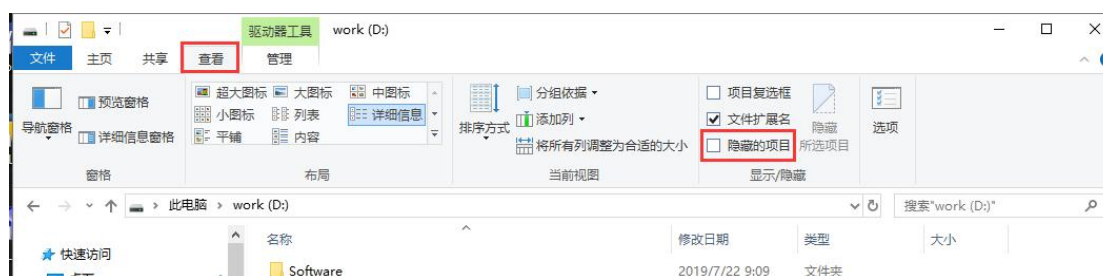 驱动器工具 work (D:)
文件 主页 共享 查看 管理
预览窗格
导航窗格
详细信息窗格
窗格
超大图标 大图标 中图标
小图标 列表 详细信息
平铺 内容
布局
排序方式
分组依据
添加列
将所有列调整为合适的大小
当前视图
项目复选框
文件扩展名
隐藏的项目
隐藏
所选项目
显示/隐藏
选项
此电脑 › work (D:)
搜索"work (D:)"
快速访问
名称 修改日期 类型 大小
Software 2019/7/22 9:09 文件夹